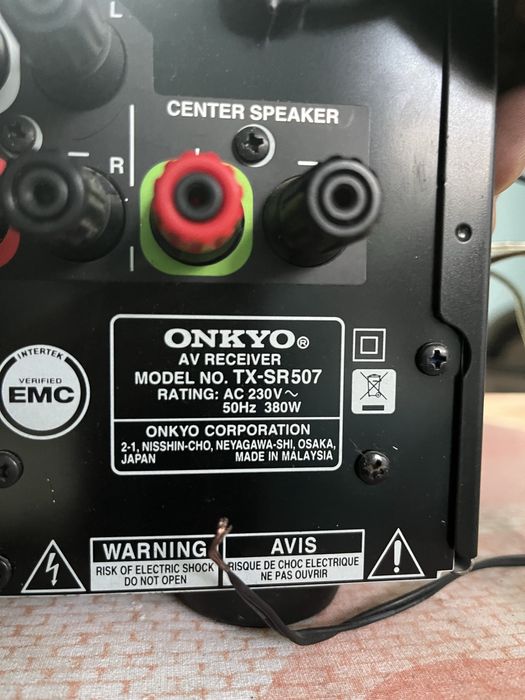 L
CENTER SPEAKER
R
ONKYO®
AV RECEIVER
MODEL NO. TX-SR507
RATING: AC 230V~
50Hz 380W
ONKYO CORPORATION
2-1, NISSHIN-CHO, NEYAGAWA-SHI, OSAKA,
JAPAN MADE IN MALAYSIA
INTERTEK
VERIFIED
EMC
WARNING
RISK OF ELECTRIC SHOCK
DO NOT OPEN
AVIS
RISQUE DE CHOC ELECTRIQUE
NE PAS OUVRIR